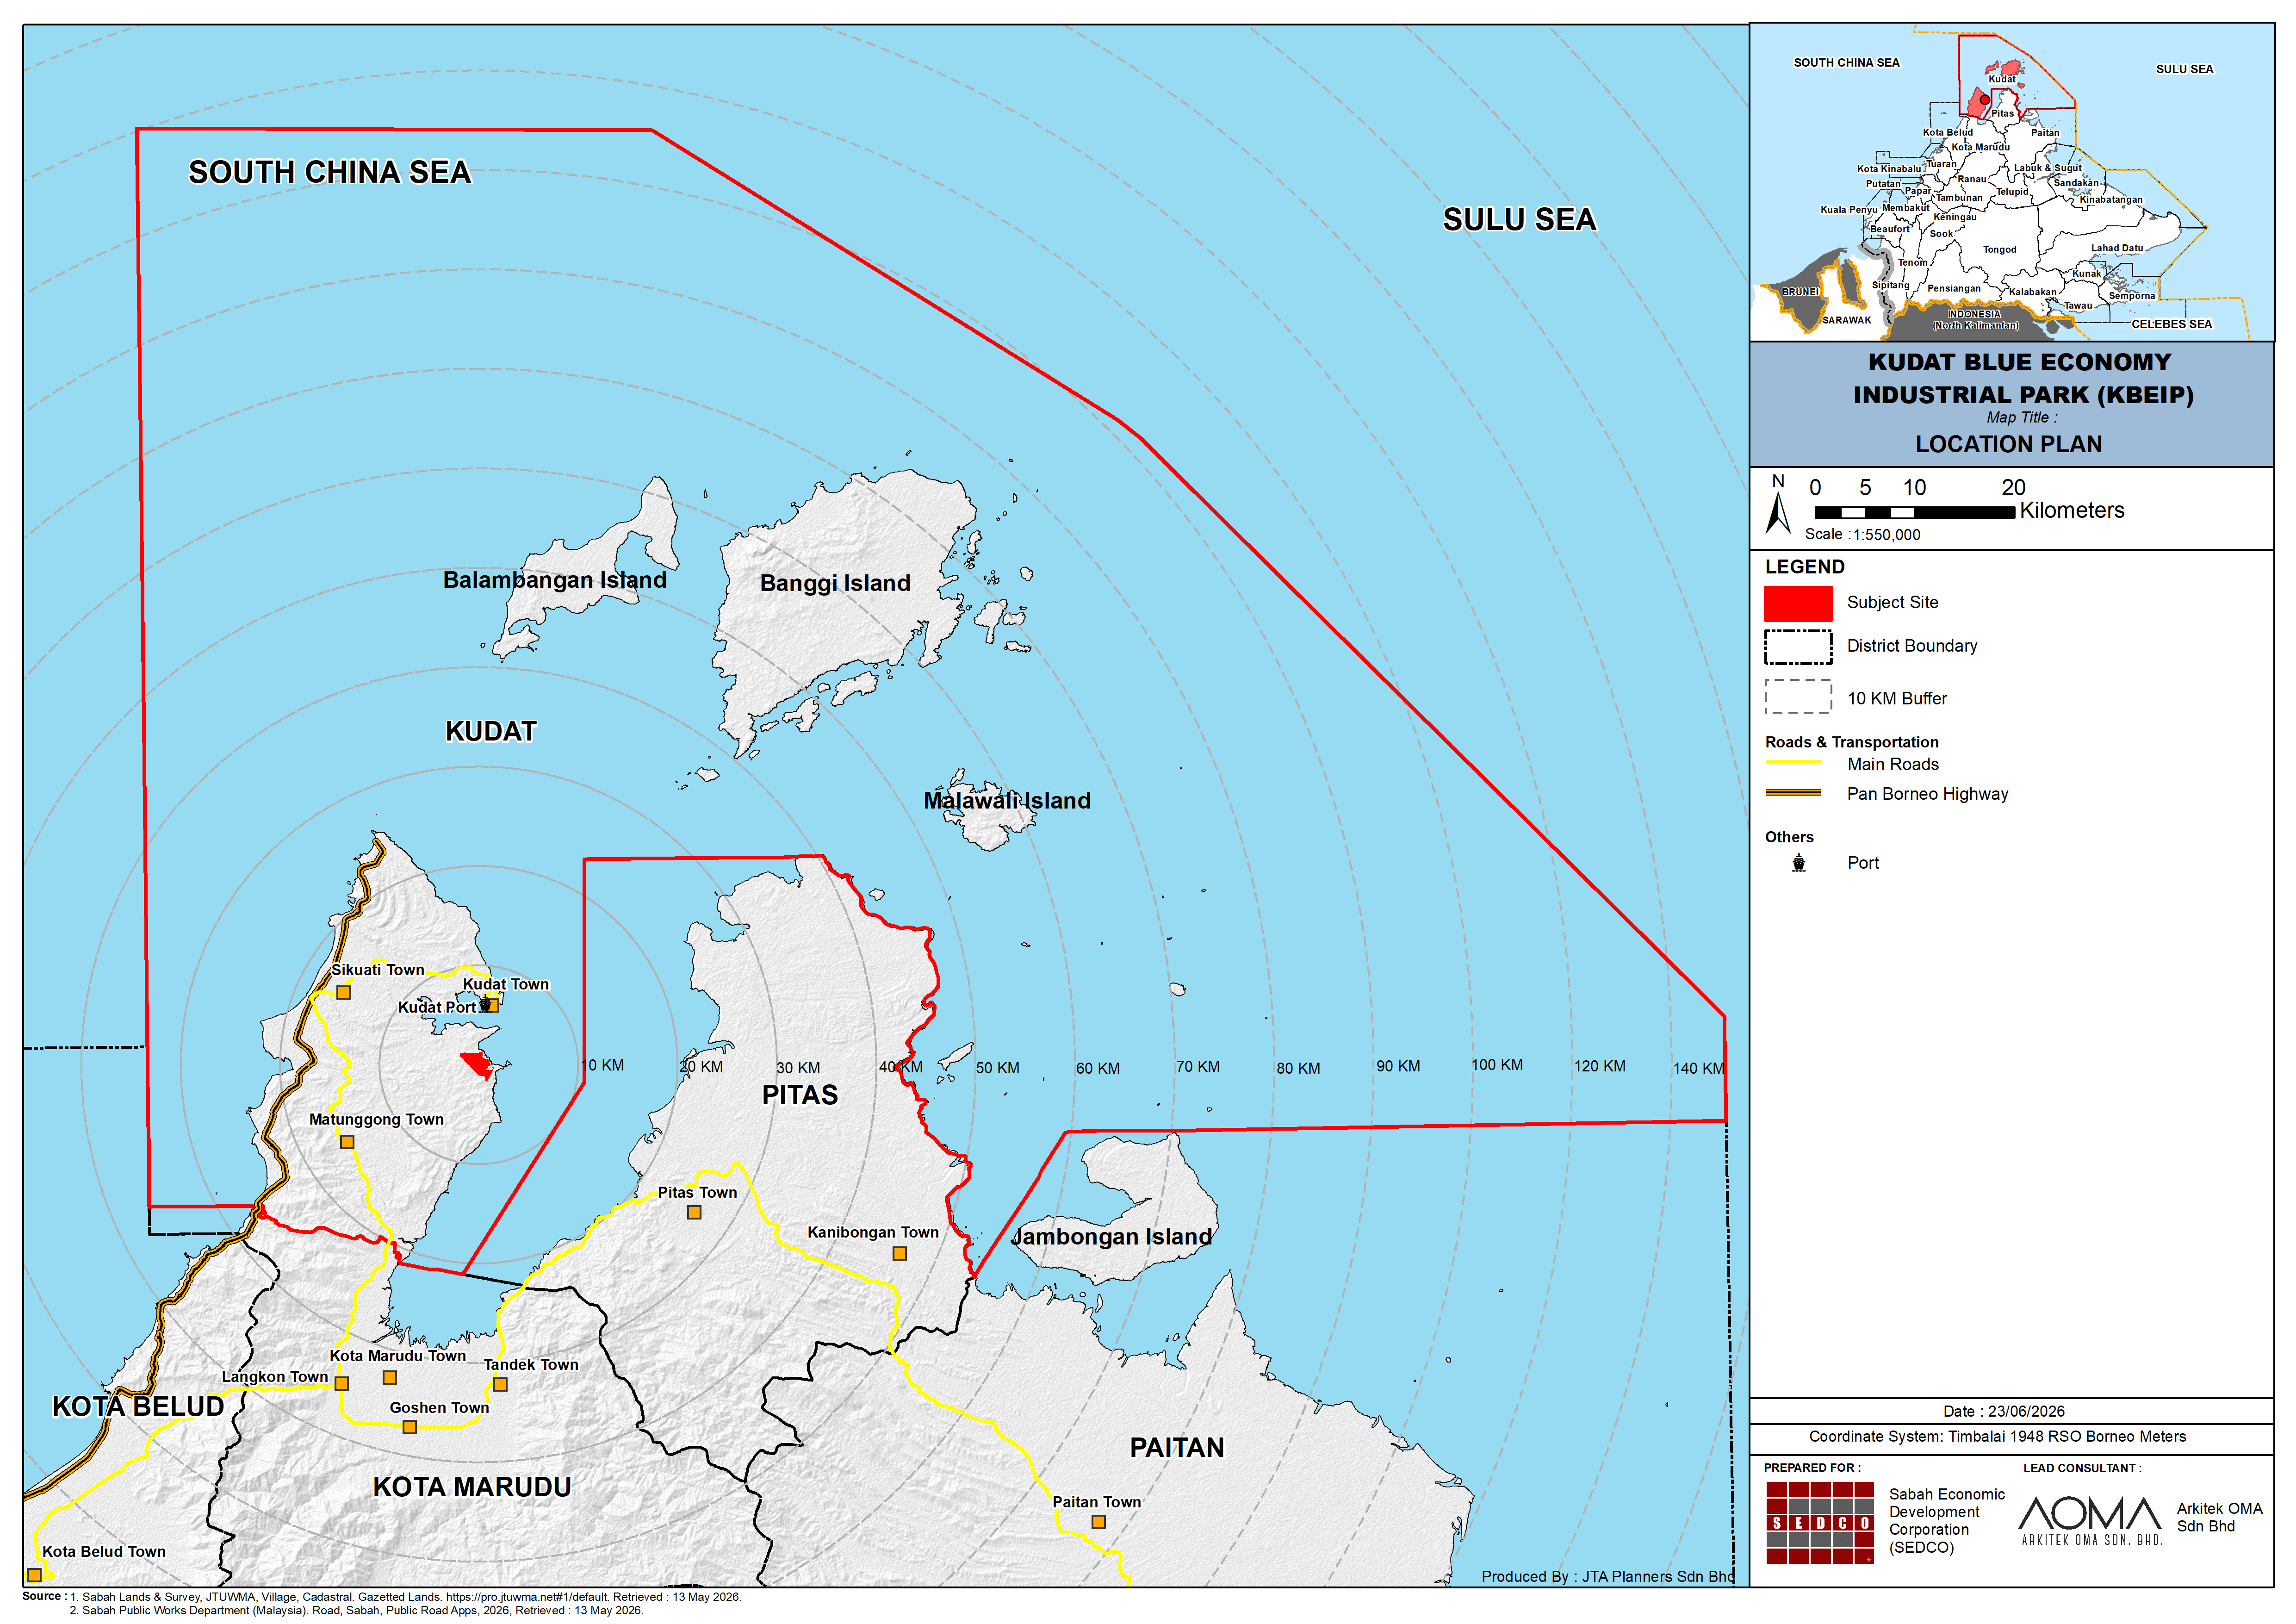 SOUTH CHINA SEA
SULU SEA
Balambangan Island
Banggi Island
KUDAT
Malawali Island
Sikuati Town
Kudat Town
Kudat Port
10 KM
20 KM
30 KM
40 KM
50 KM
60 KM
70 KM
80 KM
90 KM
100 KM
120 KM
140 KM
PITAS
Matunggong Town
Pitas Town
Kanibongan Town
Jambongan Island
Kota Marudu Town
Tandek Town
Langkon Town
KOTA BELUD
Goshen Town
PAITAN
KOTA MARUDU
Paitan Town
Kota Belud Town
Produced By : JTA Planners Sdn Bhd
Source : 1. Sabah Lands & Survey, JTUWMA, Village, Cadastral. Gazetted Lands. https://pro.jtuwma.net#1/default. Retrieved : 13 May 2026.
2. Sabah Public Works Department (Malaysia). Road, Sabah, Public Road Apps, 2026, Retrieved : 13 May 2026.
SOUTH CHINA SEA
SULU SEA
Kudat
Pitas
Kota Belud
Paitan
Kota Marudu
Kota Kinabalu
Tuaran
Labuk & Sugut
Ranau
Putatan
Sandakan
Papar
Telupid
Tambunan
Kinabatangan
Kuala Penyu
Membakut
Keningau
Beaufort
Sook
Tongod
Lahad Datu
Tenom
Kunak
Sipitang
Pensiangan
Kalabakan
Semporna
BRUNEI
Tawau
SARAWAK
INDONESIA
(North Kalimantan)
CELEBES SEA
KUDAT BLUE ECONOMY
INDUSTRIAL PARK (KBEIP)
Map Title :
LOCATION PLAN
N
0 5 10 20
Kilometers
Scale :1:550,000
LEGEND
Subject Site
District Boundary
10 KM Buffer
Roads & Transportation
Main Roads
Pan Borneo Highway
Others
Port
Date : 23/06/2026
Coordinate System: Timbalai 1948 RSO Borneo Meters
PREPARED FOR :
SEDCO
Sabah Economic
Development
Corporation
(SEDCO)
LEAD CONSULTANT :
AOMA
ARKITEK OMA SDN. BHD.
Arkitek OMA
Sdn Bhd